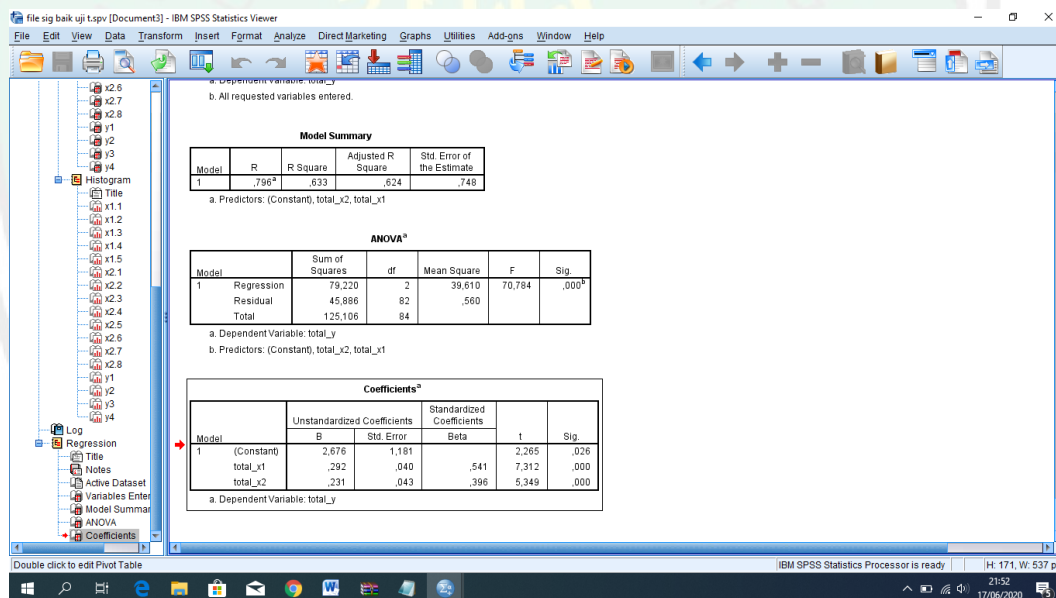 file sig baik uji t.spv [Document3] - IBM SPSS Statistics Viewer
File Edit View Data Transform Insert Format Analyze Direct Marketing Graphs Utilities Add-ons Window Help
x2.6
x2.7
x2.8
y1
y2
y3
y4
Histogram
Title
x1.1
x1.2
x1.3
x1.4
x1.5
x2.1
x2.2
x2.3
x2.4
x2.5
x2.6
x2.7
x2.8
y1
y2
y3
y4
Log
Regression
Title
Notes
Active Dataset
Variables Enter
Model Summar
ANOVA
Coefficients
a. Dependent Variable: total_y
b. All requested variables entered.
Model Summary
Model R R Square Adjusted R Square Std. Error of the Estimate
1 ,796a ,633 ,624 ,748
a. Predictors: (Constant), total_x2, total_x1
ANOVAa
Model Sum of Squares df Mean Square F Sig.
1 Regression 79,220 2 39,610 70,784 ,000b
Residual 45,886 82 ,560
Total 125,106 84
a. Dependent Variable: total_y
b. Predictors: (Constant), total_x2, total_x1
Coefficientsa
Unstandardized Coefficients Standardized Coefficients
Model B Std. Error Beta t Sig.
1 (Constant) 2,676 1,181 2,265 ,026
total_x1 ,292 ,040 ,541 7,312 ,000
total_x2 ,231 ,043 ,396 5,349 ,000
a. Dependent Variable: total_y
Double click to edit Pivot Table
IBM SPSS Statistics Processor is ready
H: 171, W: 537 p
21:52
17/06/2020